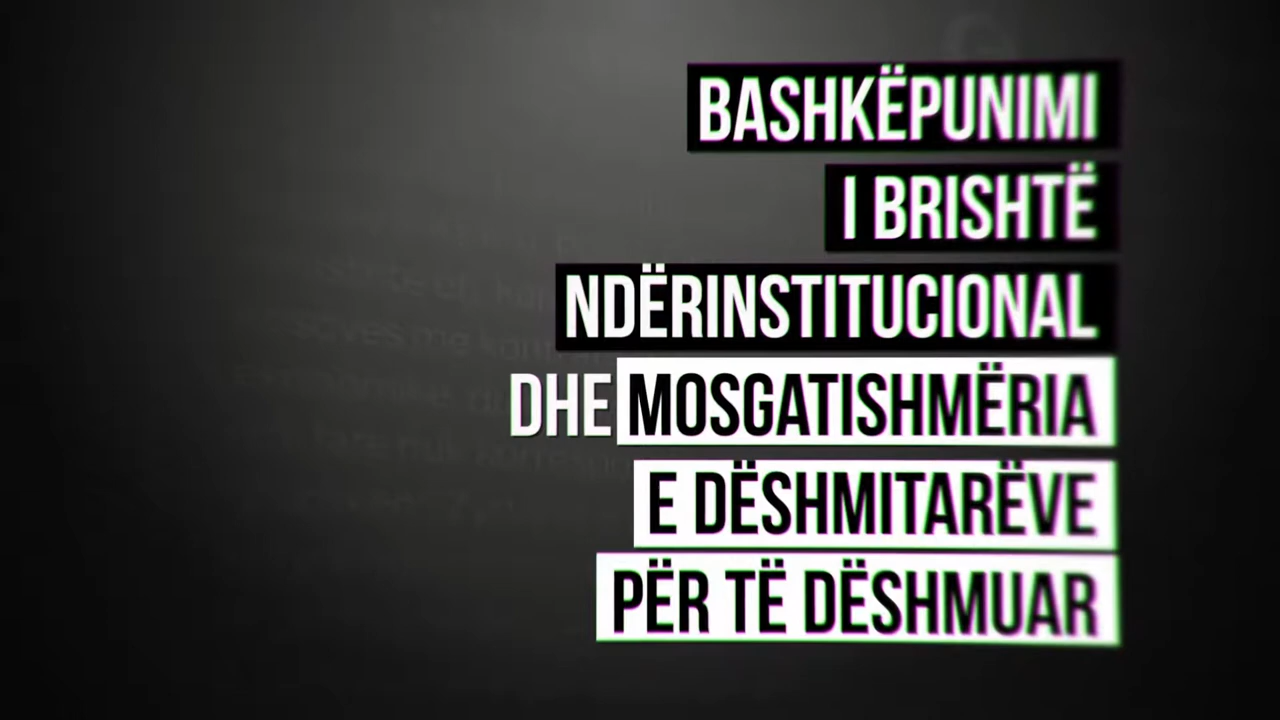 BASHKËPUNIMI
I BRISHTË
NDËRINSTITUCIONAL
DHE MOSGATISHMËRIA
E DËSHMITARËVE
PËR TË DËSHMUAR